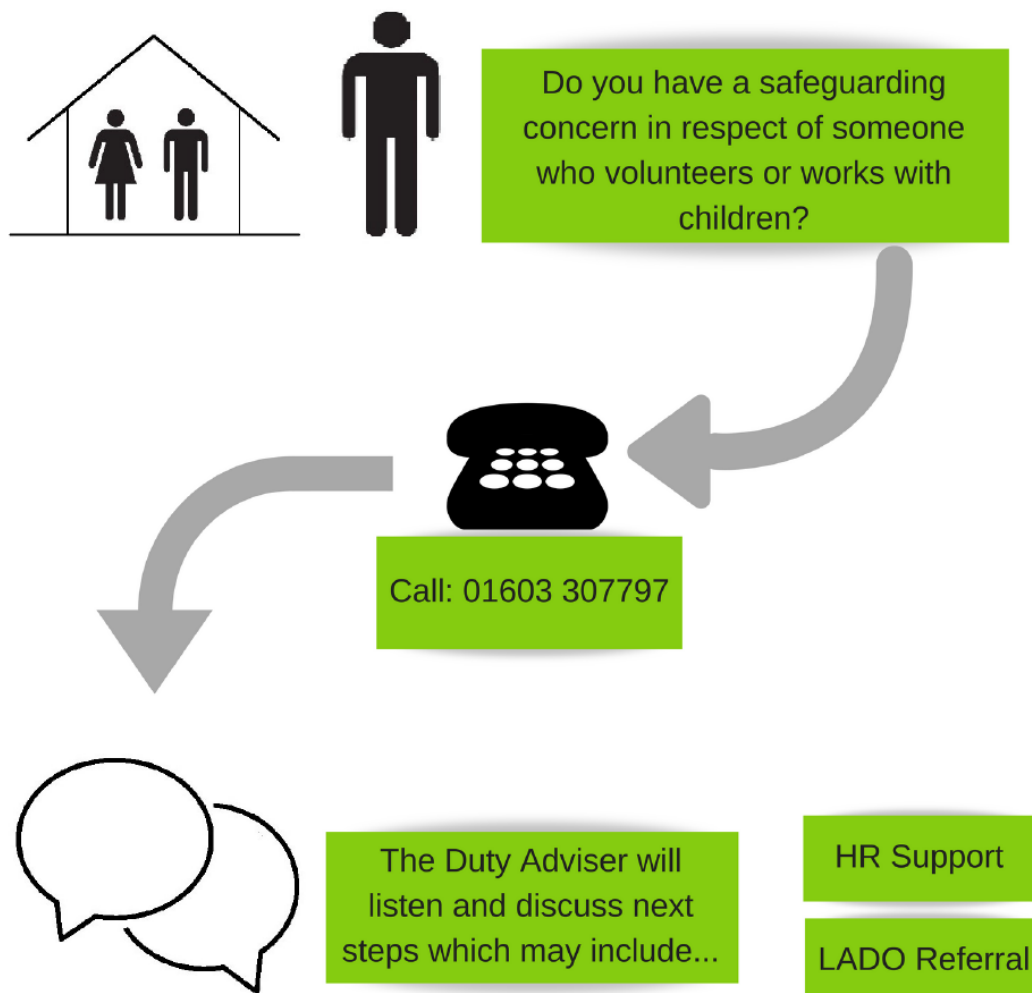 Do you have a safeguarding
concern in respect of someone
who volunteers or works with
children?
Call: 01603 307797
The Duty Adviser will
listen and discuss next
steps which may include...
HR Support
LADO Referral